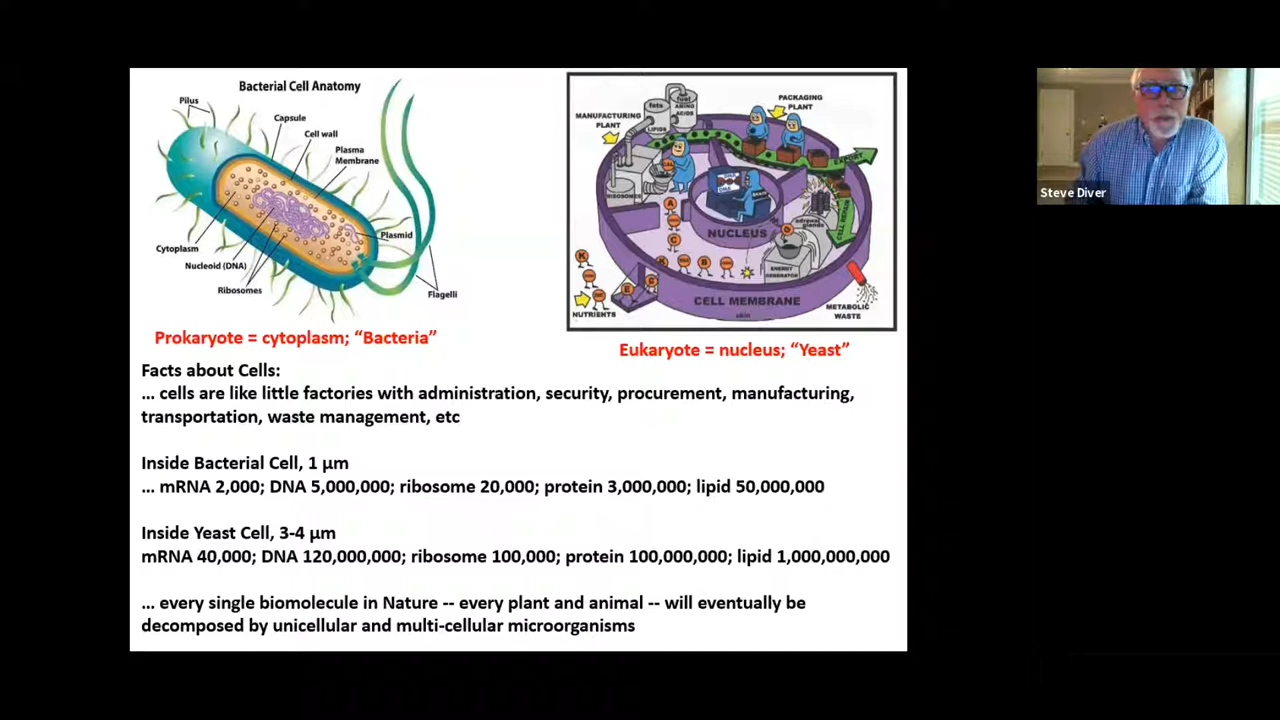 Bacterial Cell Anatomy
Pilus
Capsule
Cell wall
Plasma
Membrane
Plasmid
Cytoplasm
Nucleoid (DNA)
Ribosomes
Flagelli
Prokaryote = cytoplasm; “Bacteria”
PACKAGING
PLANT
MANUFACTURING
PLANT
fats
LIPIDS
fuel
AMINO
ACIDS
EXPORT
RIBOSOMES
NUCLEUS
adrenal
glands
ENERGY
GENERATOR
A
C
K
B
K
E
C
CELL MEMBRANE
skin
NUTRIENTS
METABOLIC
WASTE
Eukaryote = nucleus; “Yeast”
Steve Diver
Facts about Cells:
... cells are like little factories with administration, security, procurement, manufacturing,
transportation, waste management, etc
Inside Bacterial Cell, 1 µm
... mRNA 2,000; DNA 5,000,000; ribosome 20,000; protein 3,000,000; lipid 50,000,000
Inside Yeast Cell, 3-4 µm
mRNA 40,000; DNA 120,000,000; ribosome 100,000; protein 100,000,000; lipid 1,000,000,000
... every single biomolecule in Nature -- every plant and animal -- will eventually be
decomposed by unicellular and multi-cellular microorganisms